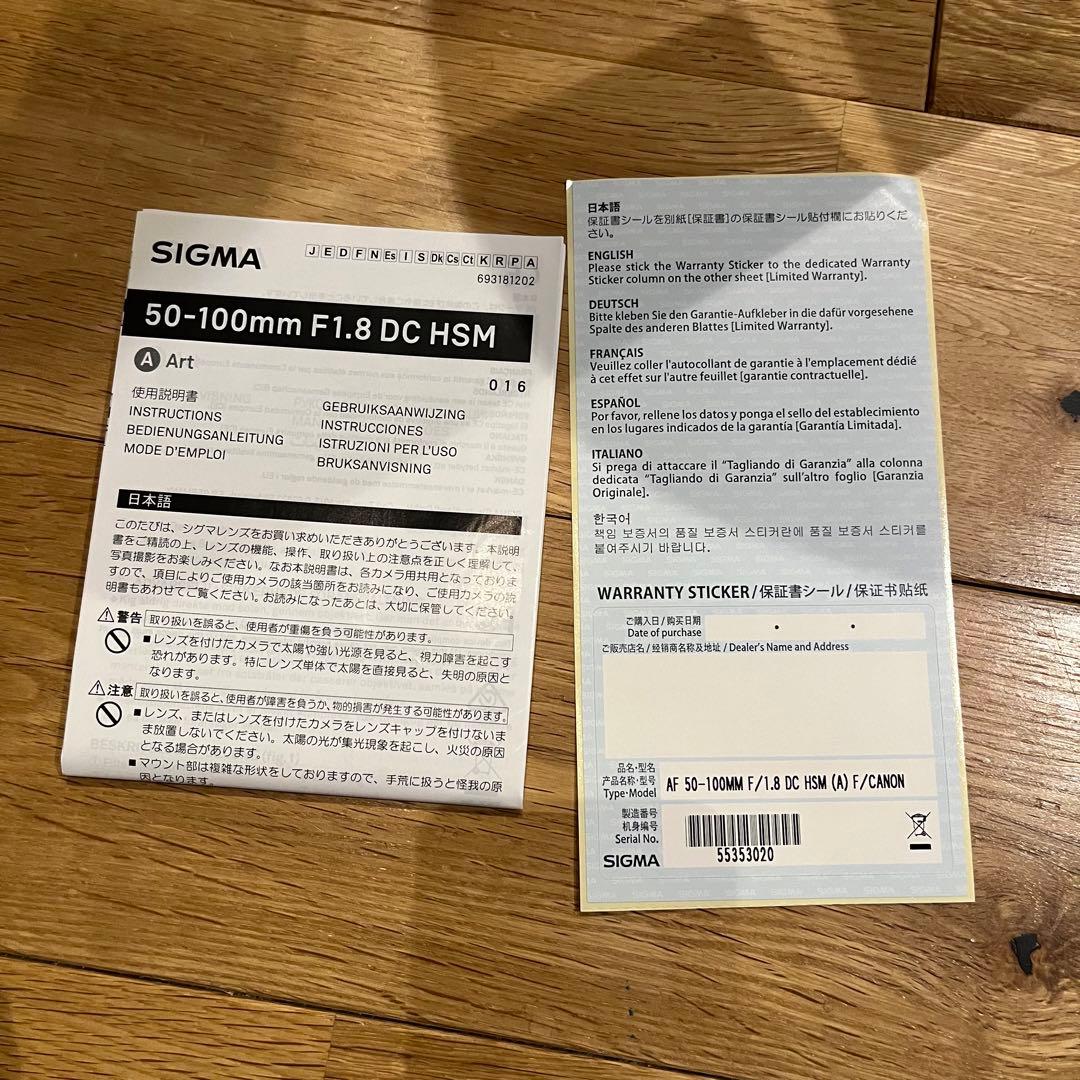 SIGMA
J E D F N Es I S Dk Cs Ct K R P A
693181202
50-100mm F1.8 DC HSM
A Art
016
使用説明書
INSTRUCTIONS
BEDIENUNGSANLEITUNG
MODE D'EMPLOI
GEBRUIKSAANWIJZING
INSTRUCCIONES
ISTRUZIONI PER L'USO
BRUKSANVISNING
日本語
このたびは、シグマレンズをお買い求めいただきありがとうございます。本説明
書をご精読の上、レンズの機能、操作、取り扱い上の注意点を正しく理解して、
写真撮影をお楽しみください。なお本説明書は、各カメラ用共用となっておりま
すので、項目によりご使用カメラの該当箇所をお読みになり、ご使用カメラの説
明書もあわせてご覧ください。お読みになったあとは、大切に保管してください。
⚠警告 取り扱いを誤ると、使用者が重傷を負う可能性があります。
■レンズを付けたカメラで太陽や強い光源を見ると、視力障害を起こす
恐れがあります。特にレンズ単体で太陽を直接見ると、失明の原因と
なります。
⚠注意 取り扱いを誤ると、使用者が障害を負うか、物的損害が発生する可能性があります。
■レンズ、またはレンズを付けたカメラをレンズキャップを付けないま
ま放置しないでください。太陽の光が集光現象を起こし、火災の原因
となる場合があります。
■マウント部は複雑な形状をしておりますので、手荒に扱うと怪我の原
因となります。
日本語
保証書シールを別紙[保証書]の保証書シール貼付欄にお貼りくだ
さい。
ENGLISH
Please stick the Warranty Sticker to the dedicated Warranty
Sticker column on the other sheet [Limited Warranty].
DEUTSCH
Bitte kleben Sie den Garantie-Aufkleber in die dafür vorgesehene
Spalte des anderen Blattes [Limited Warranty].
FRANÇAIS
Veuillez coller l'autocollant de garantie à l'emplacement dédié
à cet effet sur l'autre feuillet [garantie contractuelle].
ESPAÑOL
Por favor, rellene los datos y ponga el sello del establecimiento
en los lugares indicados de la garantía [Garantía Limitada].
ITALIANO
Si prega di attaccare il "Tagliando di Garanzia" alla colonna
dedicata "Tagliando di Garanzia" sull'altro foglio [Garanzia
Originale].
한국어
책임 보증서의 품질 보증서 스티커란에 품질 보증서 스티커를
붙여주시기 바랍니다.
WARRANTY STICKER/保証書シール/保证书贴纸
ご購入日/购买日期
Date of purchase
ご販売店名/经销商名称及地址/Dealer's Name and Address
品名・型名
产品名称・型号
Type・Model
AF 50-100MM F/1.8 DC HSM (A) F/CANON
製造番号
机身编号
Serial No.
SIGMA
55353020